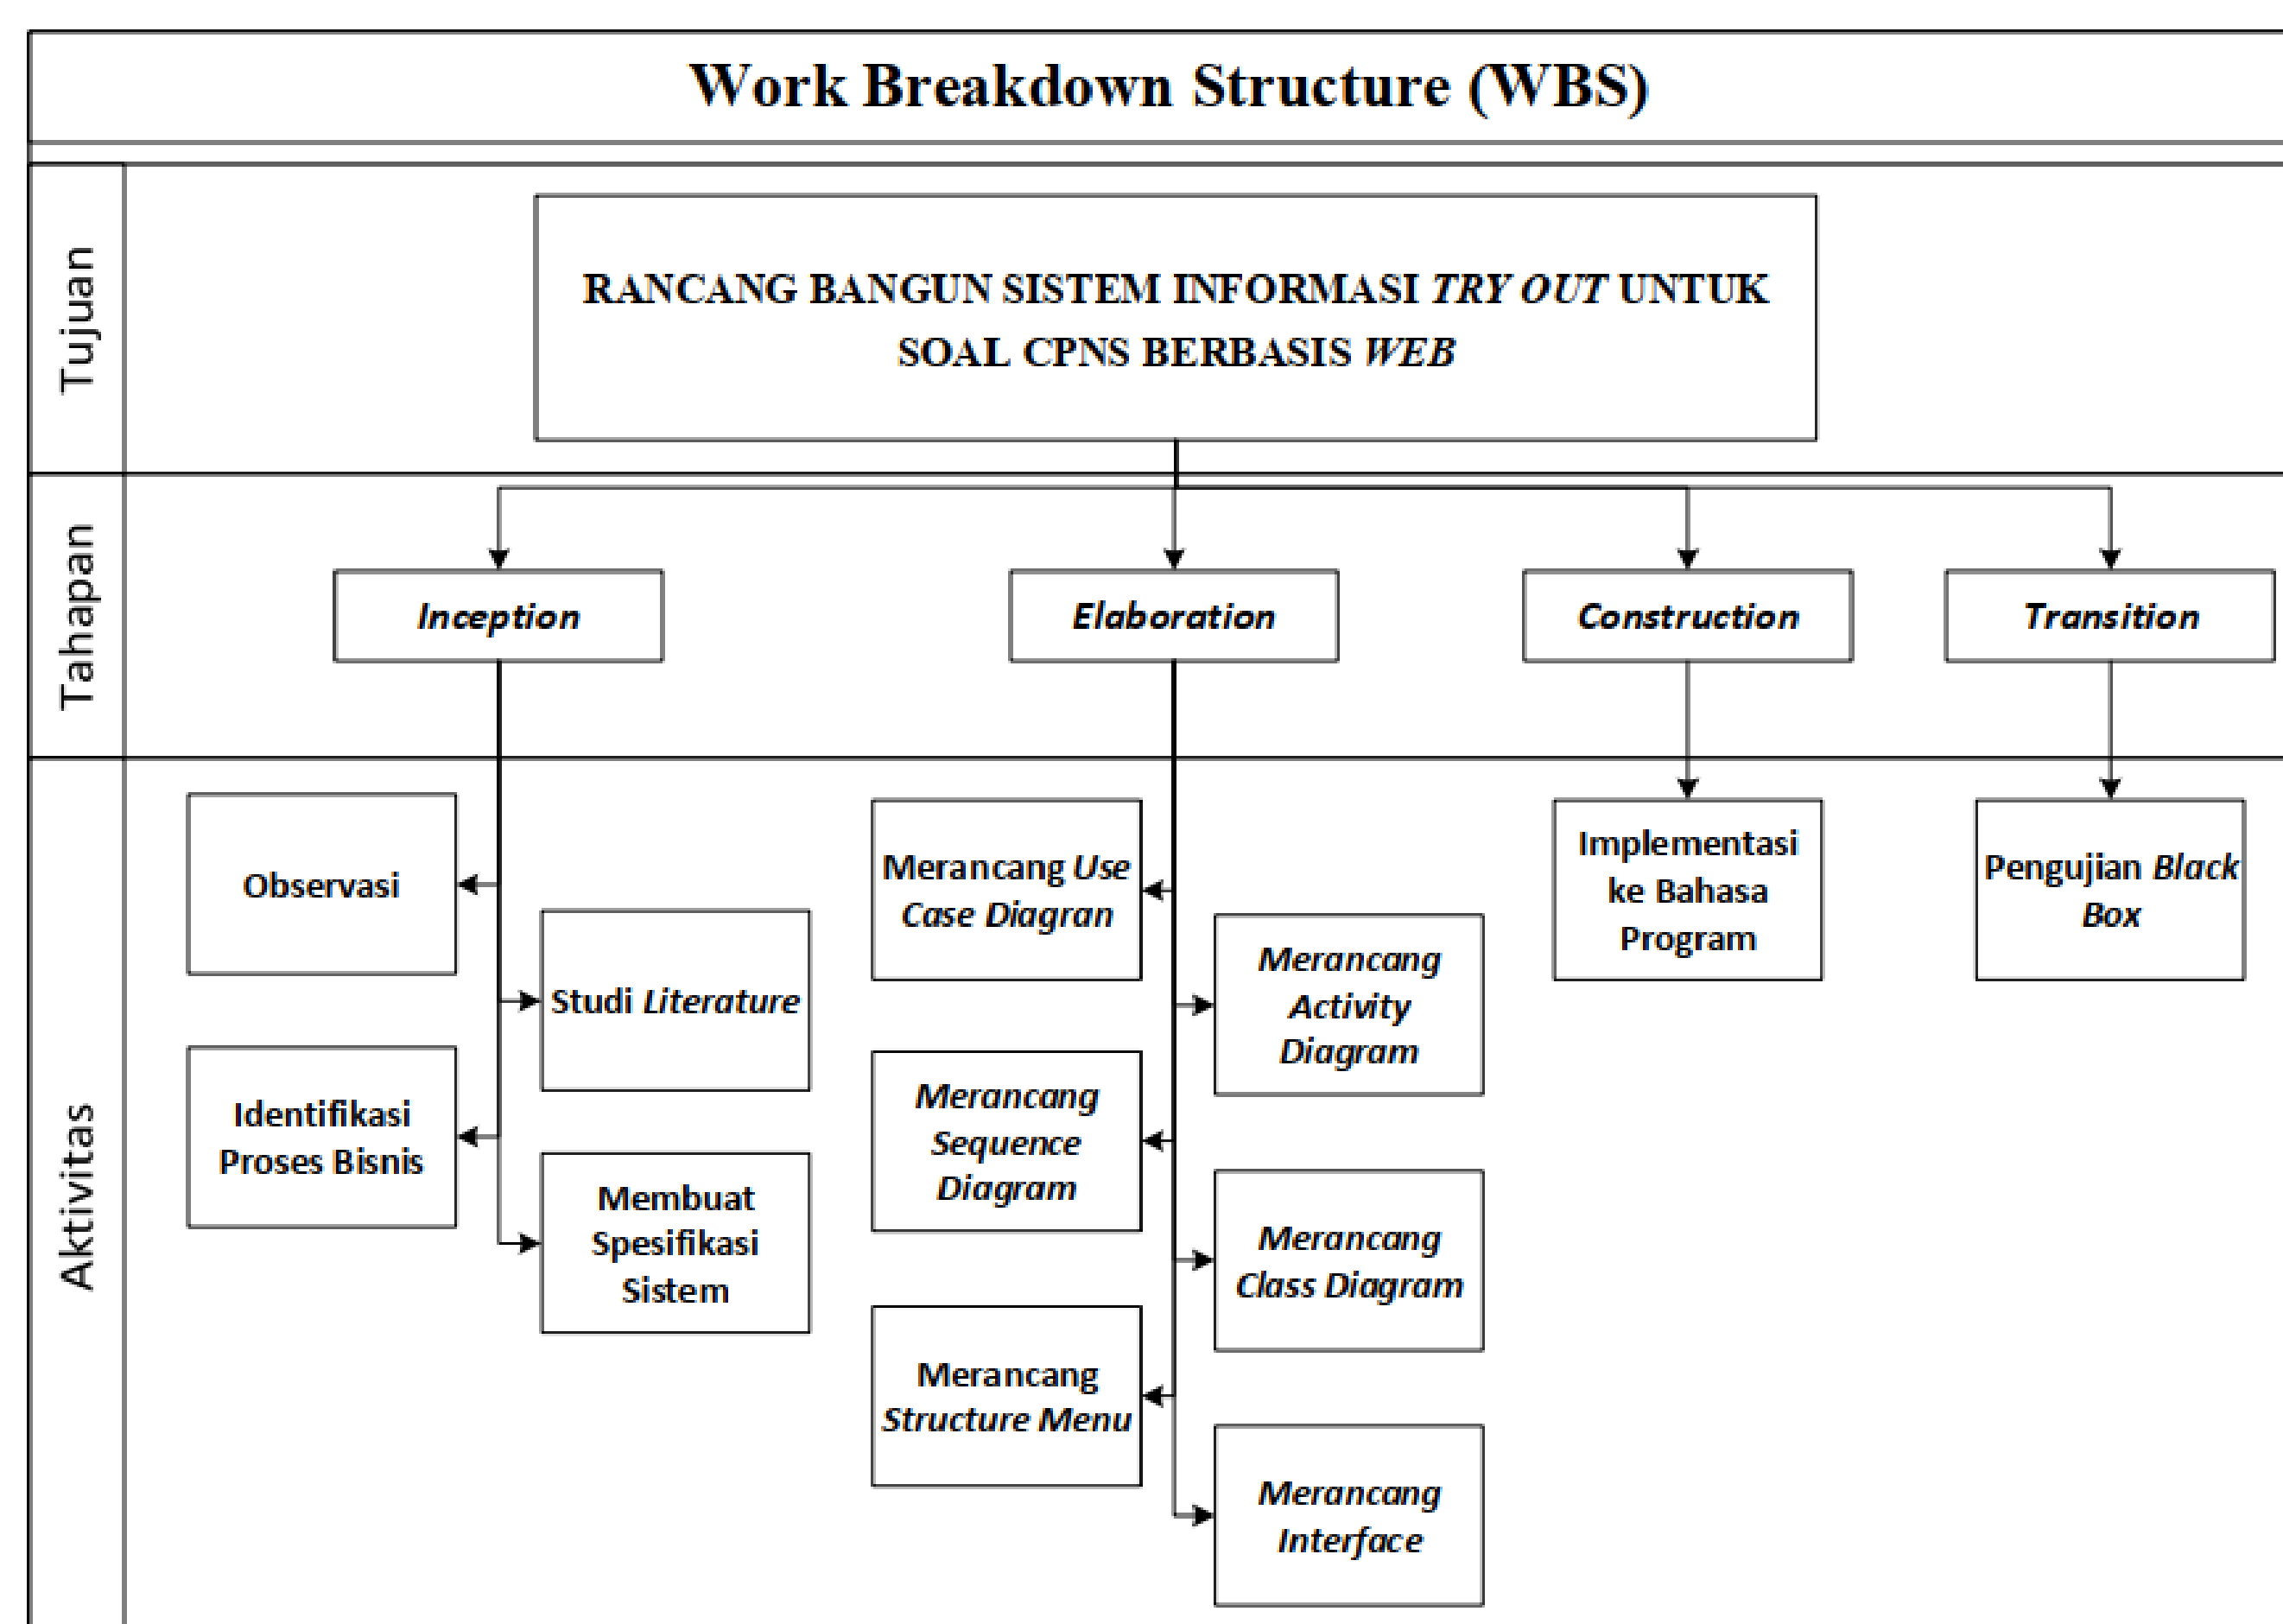 Work Breakdown Structure (WBS)
Tujuan
RANCANG BANGUN SISTEM INFORMASI TRY OUT UNTUK
SOAL CPNS BERBASIS WEB
Tahapan
Inception
Elaboration
Construction
Transition
Aktivitas
Observasi
Studi Literature
Identifikasi
Proses Bisnis
Membuat
Spesifikasi
Sistem
Merancang Use
Case Diagran
Merancang
Activity
Diagram
Merancang
Sequence
Diagram
Merancang
Class Diagram
Merancang
Structure Menu
Merancang
Interface
Implementasi
ke Bahasa
Program
Pengujian Black
Box